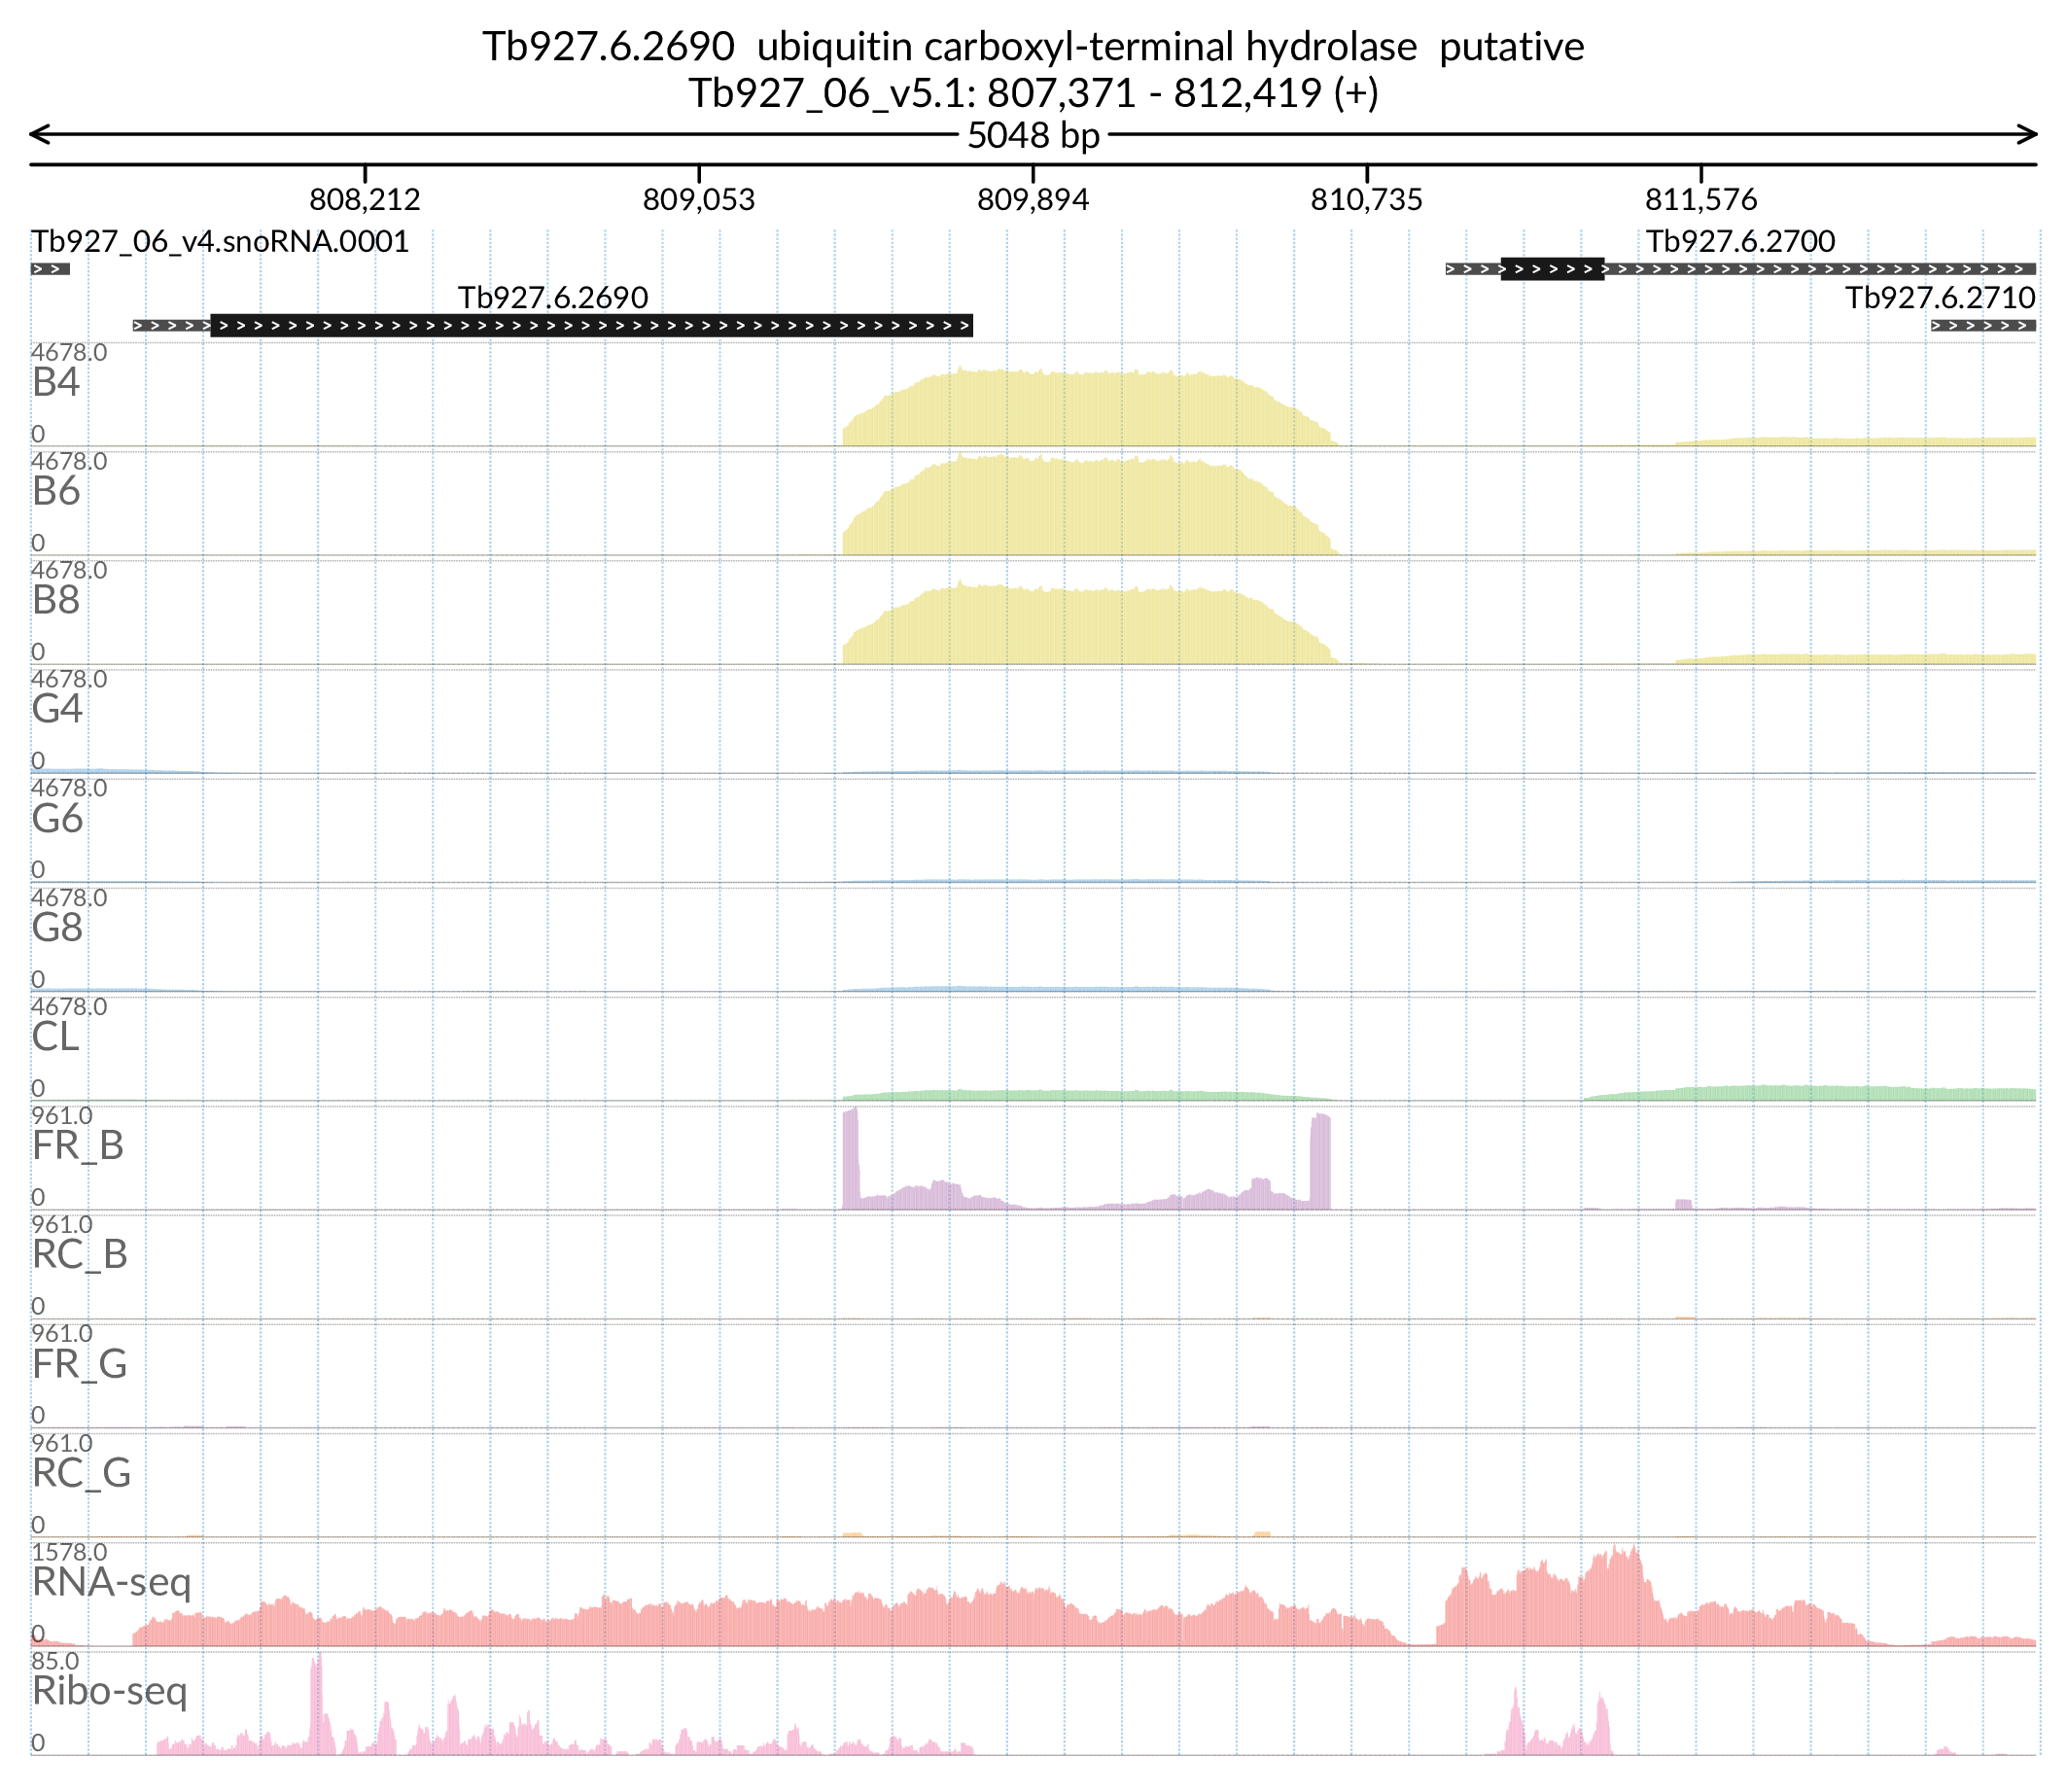 Tb927.6.2690  ubiquitin carboxyl-terminal hydrolase  putative
Tb927_06_v5.1: 807,371 - 812,419 (+)
5048 bp
808,212 809,053 809,894 810,735 811,576
Tb927_06_v4.snoRNA.0001 Tb927.6.2700
Tb927.6.2690 Tb927.6.2710
4678.0
B4
0
4678.0
B6
0
4678.0
B8
0
4678.0
G4
0
4678.0
G6
0
4678.0
G8
0
4678.0
CL
0
961.0
FR_B
0
961.0
RC_B
0
961.0
FR_G
0
961.0
RC_G
0
1578.0
RNA-seq
0
85.0
Ribo-seq
0